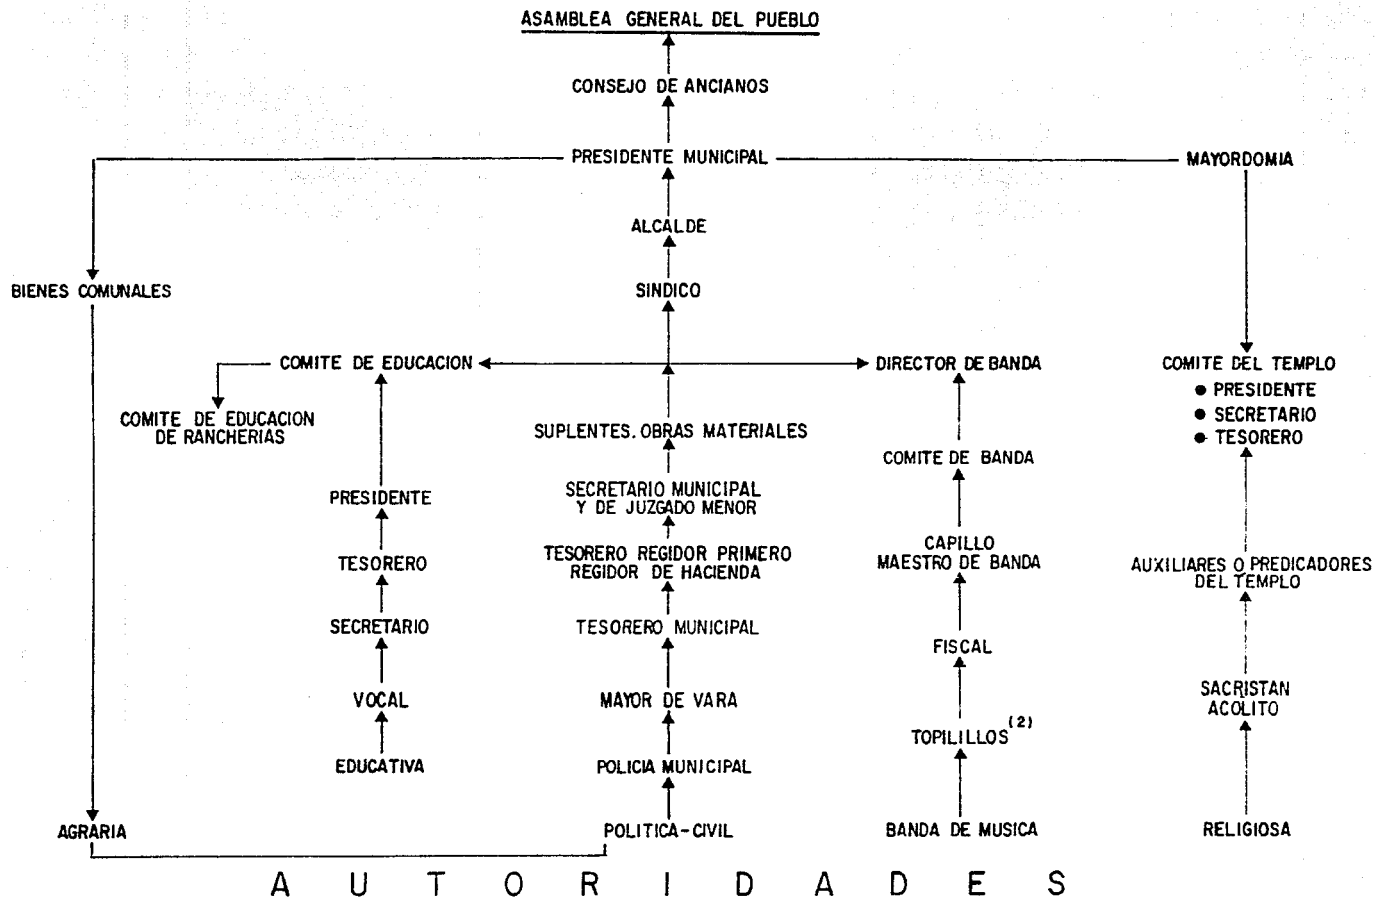 ASAMBLEA GENERAL DEL PUEBLO
CONSEJO DE ANCIANOS
PRESIDENTE MUNICIPAL
MAYORDOMIA
ALCALDE
BIENES COMUNALES
SINDICO
COMITE DE EDUCACION
DIRECTOR DE BANDA
COMITE DEL TEMPLO
● PRESIDENTE
● SECRETARIO
● TESORERO
COMITE DE EDUCACION
DE RANCHERIAS
SUPLENTES. OBRAS MATERIALES
COMITE DE BANDA
PRESIDENTE
SECRETARIO MUNICIPAL
Y DE JUZGADO MENOR
TESORERO
TESORERO REGIDOR PRIMERO
REGIDOR DE HACIENDA
CAPILLO
MAESTRO DE BANDA
AUXILIARES O PREDICADORES
DEL TEMPLO
SECRETARIO
TESORERO MUNICIPAL
FISCAL
VOCAL
MAYOR DE VARA
SACRISTAN
ACOLITO
TOPILILLOS (2)
EDUCATIVA
POLICIA MUNICIPAL
AGRARIA
POLITICA-CIVIL
BANDA DE MUSICA
RELIGIOSA
A U T O R I D A D E S